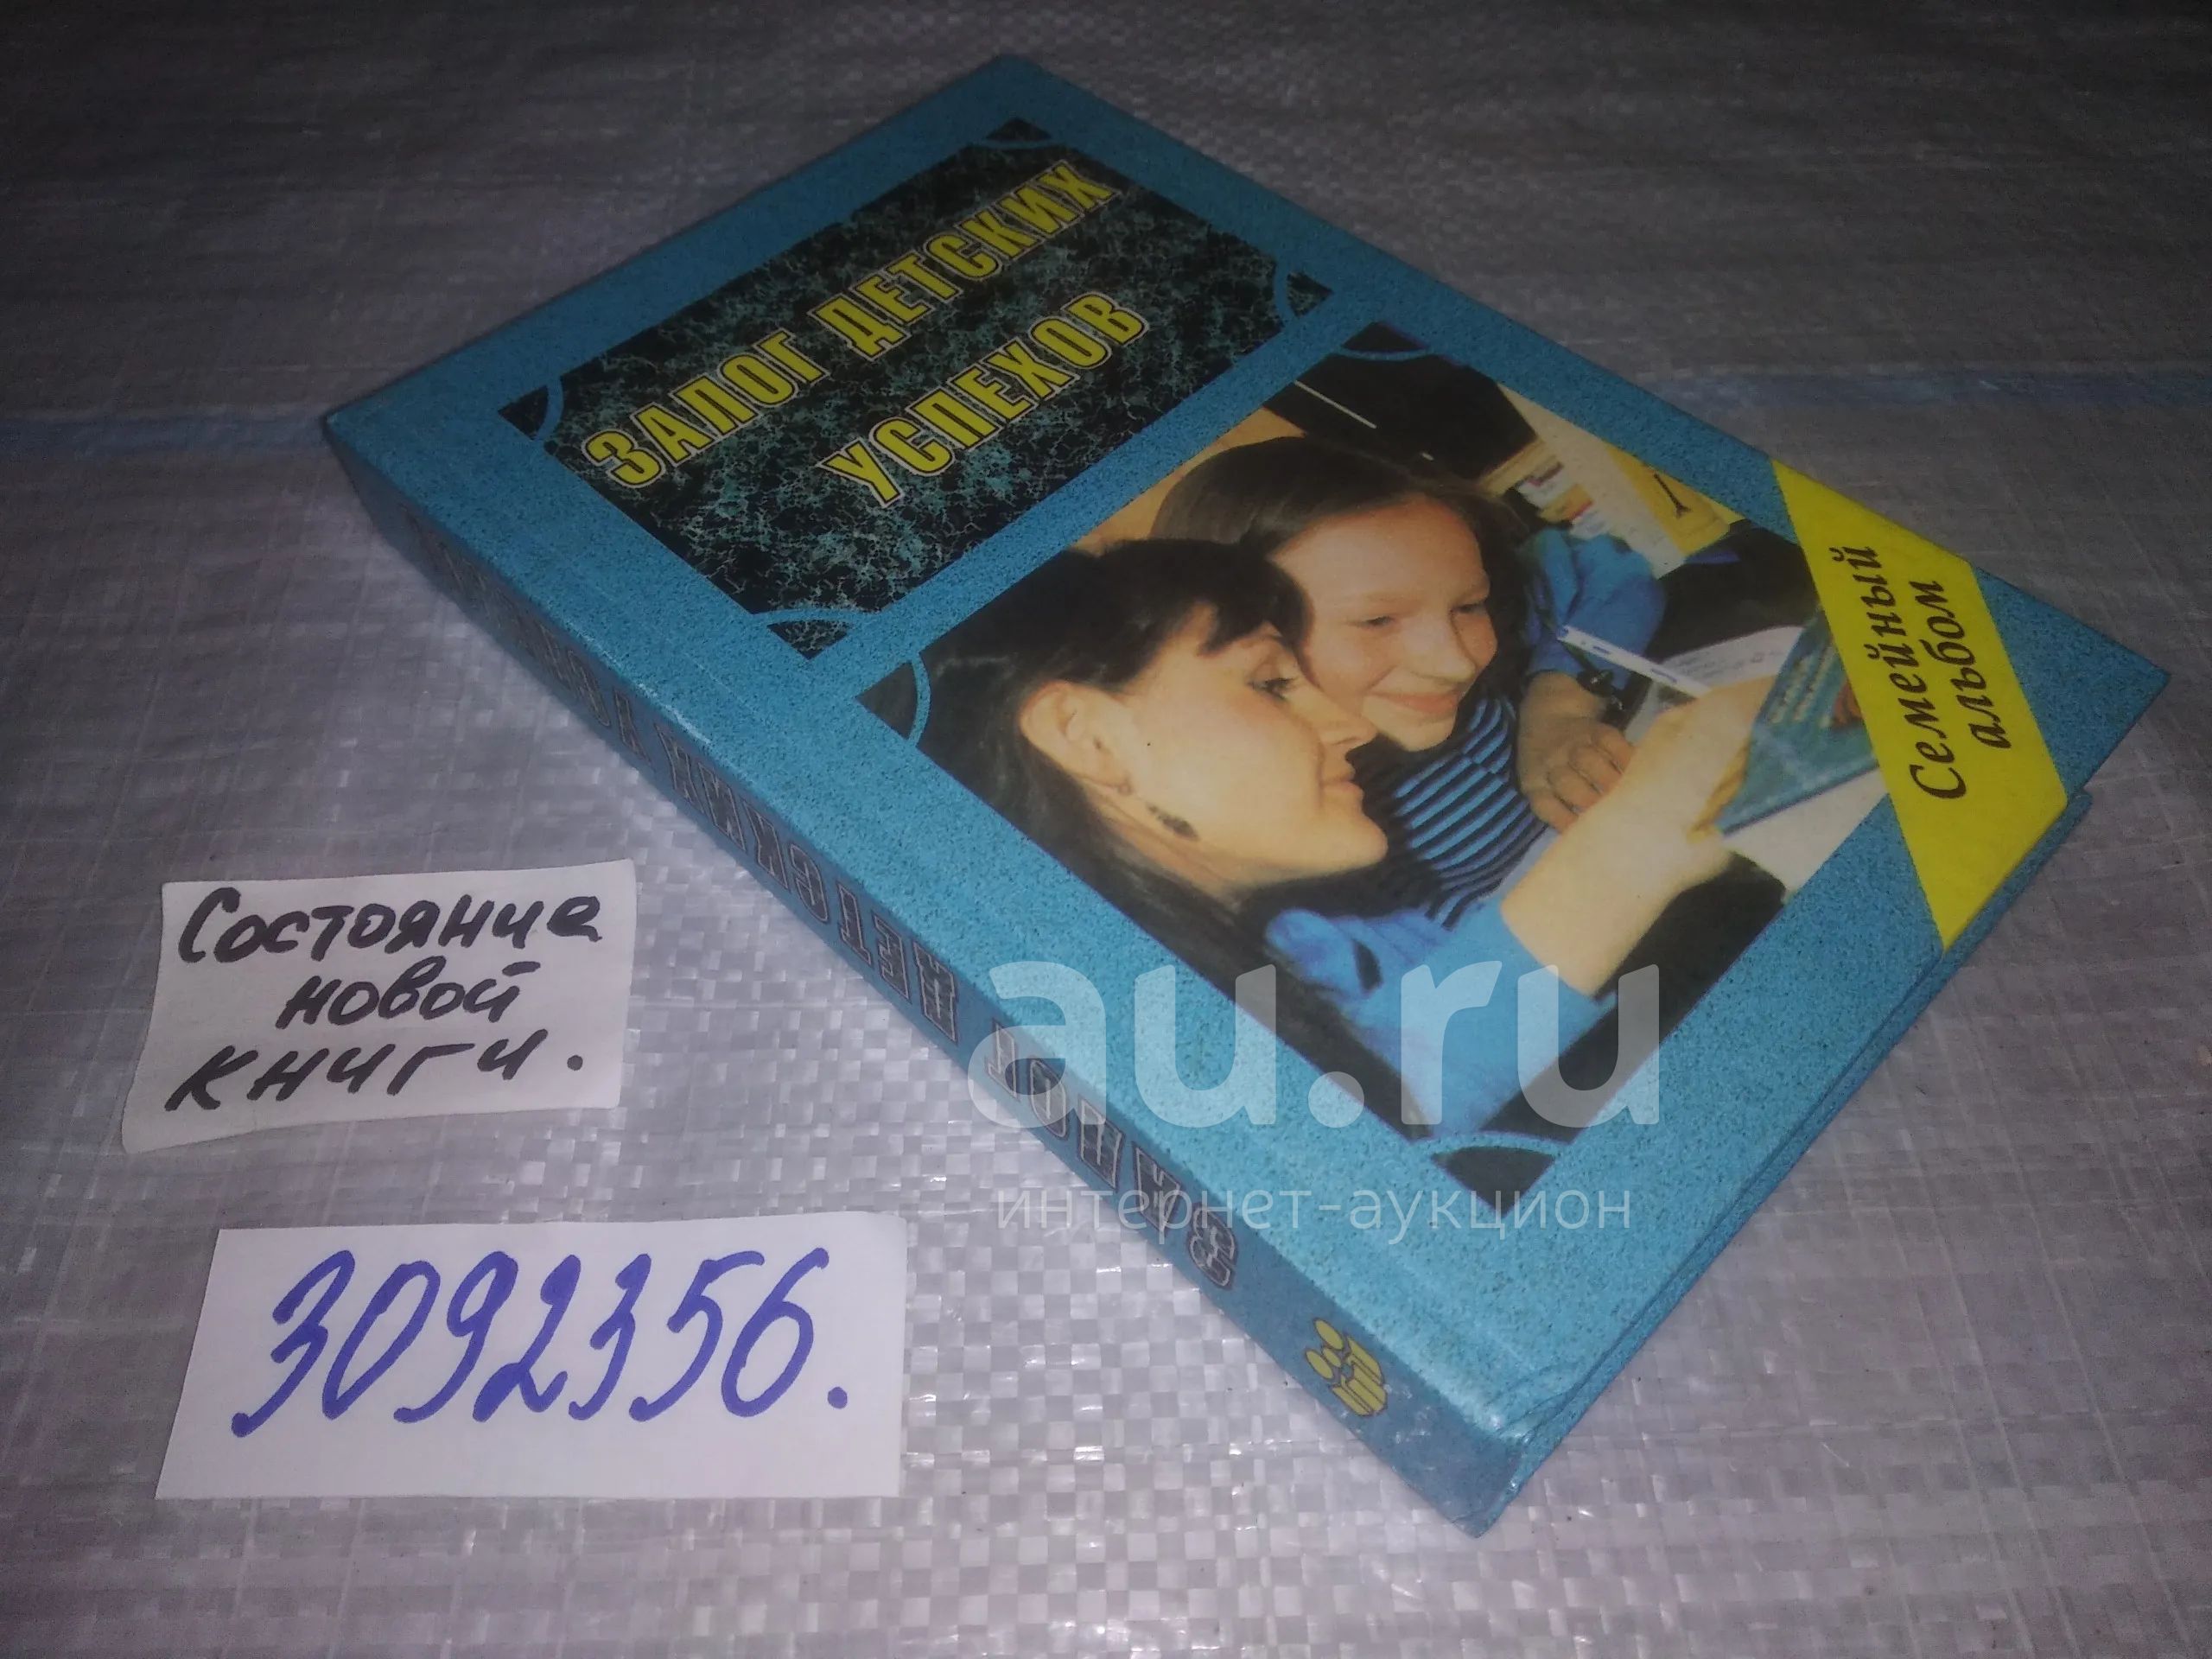 ЗАЛОГ ДЕТСКИХ
УСПЕХОВ
Семейный
альбом
ЗАЛОГ ДЕТСКИХ УСПЕХОВ
Состояние
новой
книги.
3092356.
au.ru
интернет-аукцион